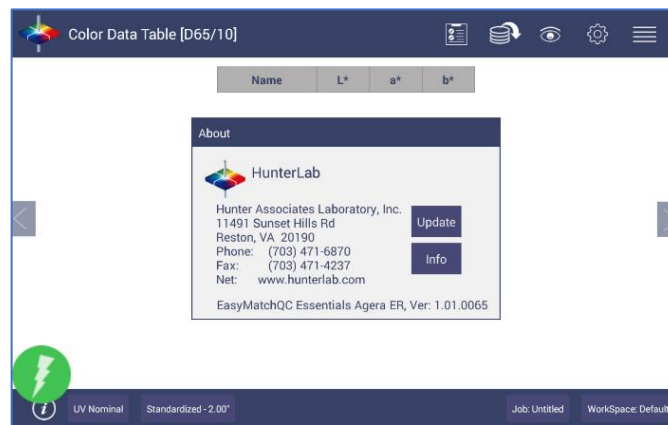 Color Data Table [D65/10]
Name L* a* b*
About
HunterLab
Hunter Associates Laboratory, Inc.
11491 Sunset Hills Rd
Reston, VA 20190
Phone: (703) 471-6870
Fax: (703) 471-4237
Net: www.hunterlab.com
Update
Info
EasyMatchQC Essentials Agera ER, Ver: 1.01.0065
i UV Nominal Standardized - 2.00" Job: Untitled WorkSpace: Default